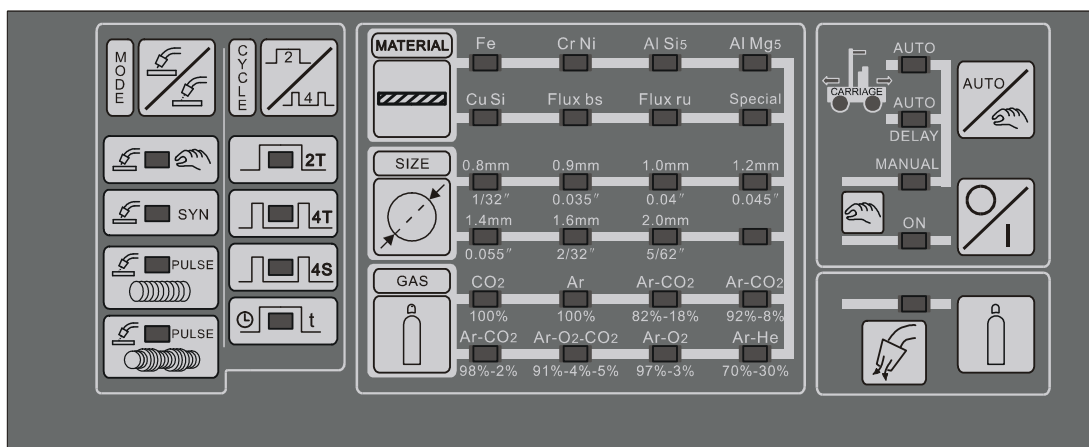 MODE
CYCLE
2
4
SYN
PULSE
PULSE
2T
4T
4S
t
MATERIAL
Fe Cr Ni Al Si5 Al Mg5
Cu Si Flux bs Flux ru Special
SIZE
0.8mm 0.9mm 1.0mm 1.2mm
1/32" 0.035" 0.04" 0.045"
1.4mm 1.6mm 2.0mm
0.055" 2/32" 5/62"
GAS
CO2 Ar Ar-CO2 Ar-CO2
100% 100% 82%-18% 92%-8%
Ar-CO2 Ar-O2-CO2 Ar-O2 Ar-He
98%-2% 91%-4%-5% 97%-3% 70%-30%
AUTO
CARRIAGE
AUTO
DELAY
MANUAL
ON
AUTO
I